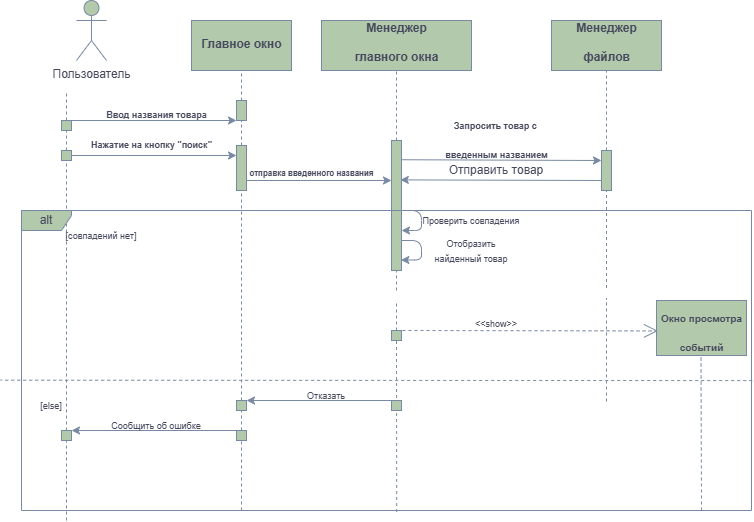 Пользователь
Главное окно
Менеджер
главного окна
Менеджер
файлов
Ввод названия товара
Нажатие на кнопку "поиск"
отправка введенного названия
Запросить товар с
введенным названием
Отправить товар
alt
[совпадений нет]
Проверить совпадения
Отобразить
найденный товар
<<show>>
Окно просмотра
событий
[else]
Отказать
Сообщить об ошибке